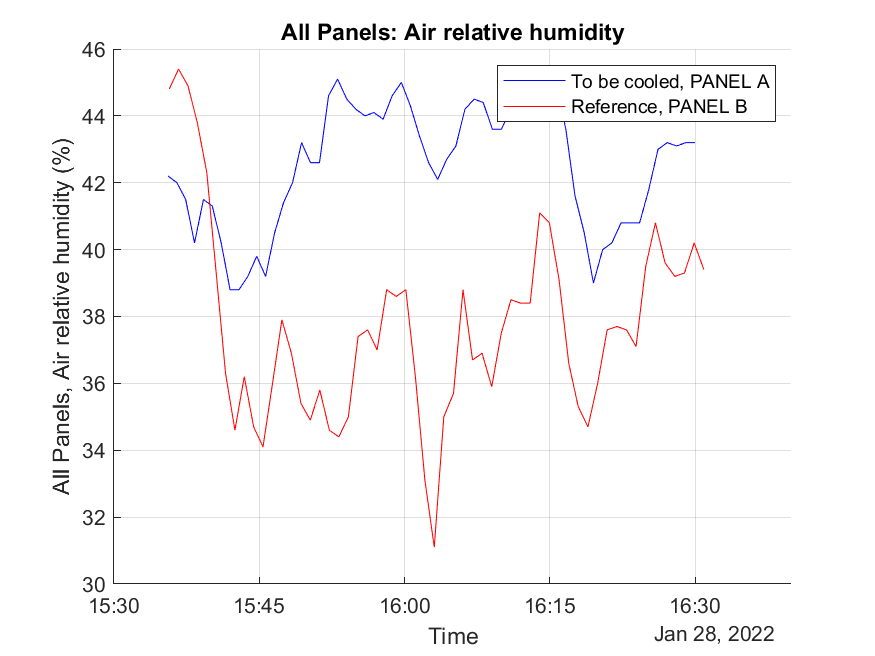 All Panels: Air relative humidity
To be cooled, PANEL A
Reference, PANEL B
All Panels, Air relative humidity (%)
46
44
42
40
38
36
34
32
30
15:30 15:45 16:00 16:15 16:30
Time
Jan 28, 2022